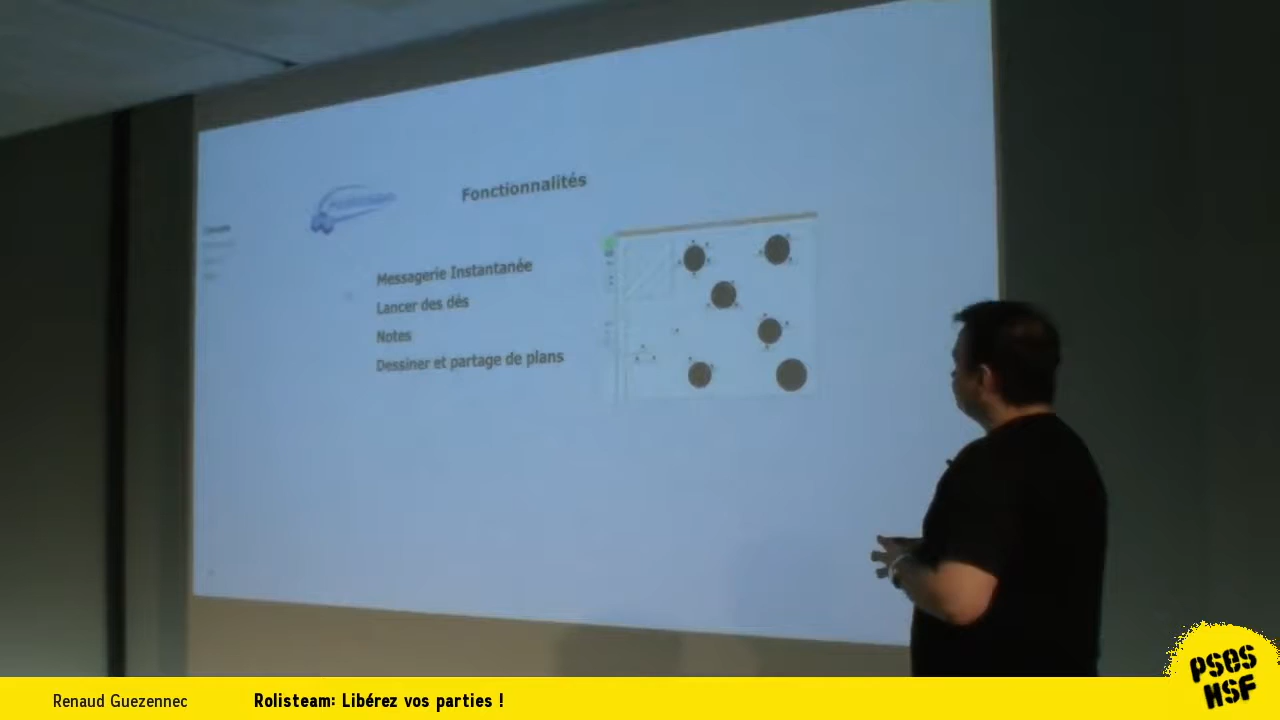 Fonctionnalités
Messagerie Instantanée
Lancer des dés
Notes
Dessiner et partage de plans
PSES
HSF
Renaud Guezennec
Rolisteam: Libérez vos parties !